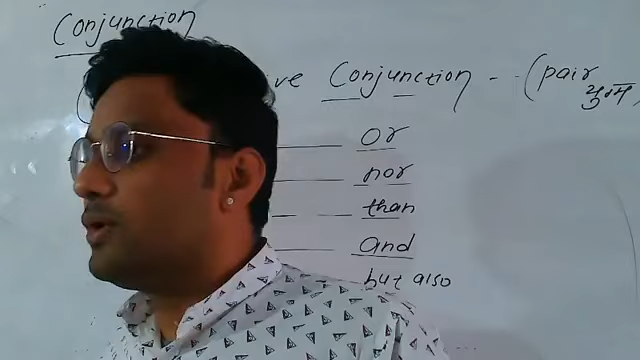 Conjunction
ve Conjunction - - (pair
युग्म
or
nor
than
and
but also